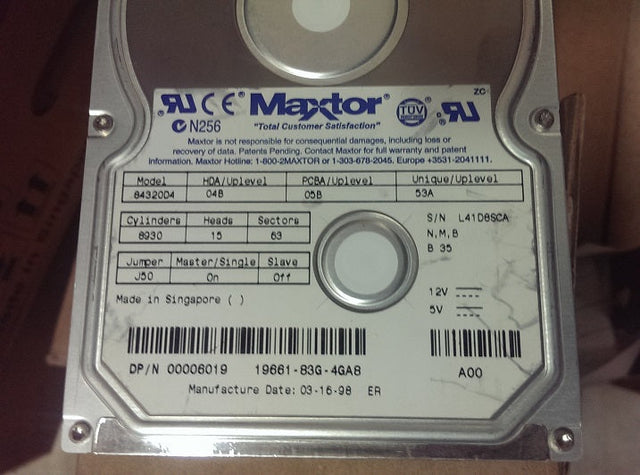 ZC
CE Maxtor® TÜV
N256 "Total Customer Satisfaction"
Maxtor is not responsible for consequential damages, including loss or
recovery of data. Patents Pending. Contact Maxtor for full warranty and patent
information. Maxtor Hotline: 1-800-2MAXTOR or 1-303-678-2045. Europe +3531-2041111.
Model HDA/Uplevel PCBA/Uplevel Unique/Uplevel
84320D4 04B 05B 53A
Cylinders Heads Sectors
8930 15 63
S/N L41D8SCA
N,M,B
B 35
Jumper Master/Single Slave
J50 On Off
12V
5V
Made in Singapore ( )
DP/N 00006019 19661-83G-4GA8 A00
Manufacture Date: 03-16-98 ER